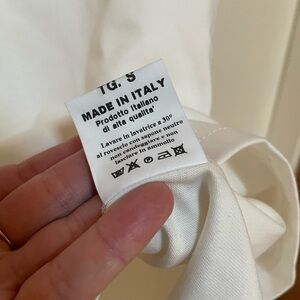 TG. S
MADE IN ITALY
Prodotto Italiano
di alta qualita'
Lavare in lavatrice a 30°
al rovescio con sapone neutro
non candeggiare e non
lasciare in ammollo